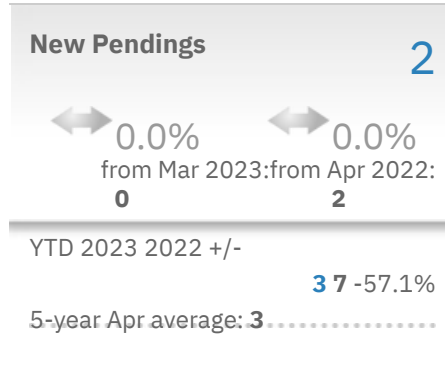 New Pendings 2
0.0% 0.0%
from Mar 2023:from Apr 2022:
0 2
YTD 2023 2022 +/-
3 7 -57.1%
5-year Apr average: 3